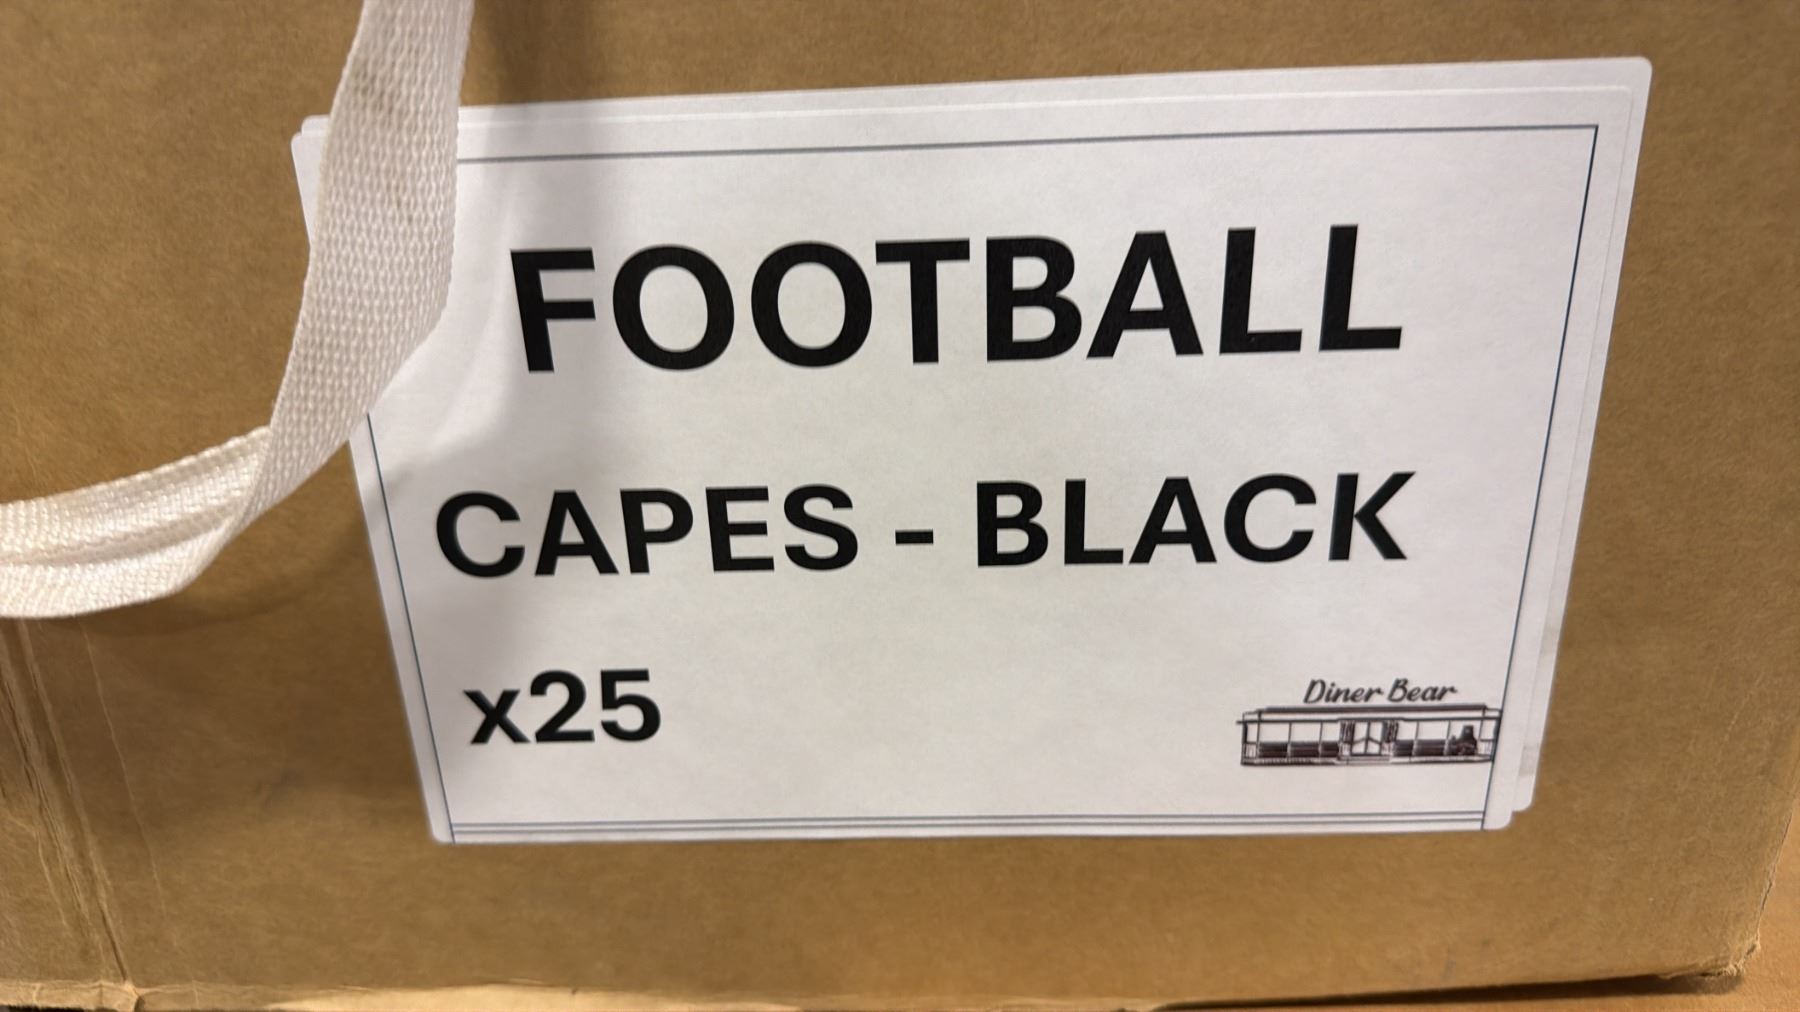 FOOTBALL
CAPES - BLACK
x25
Diner Bear